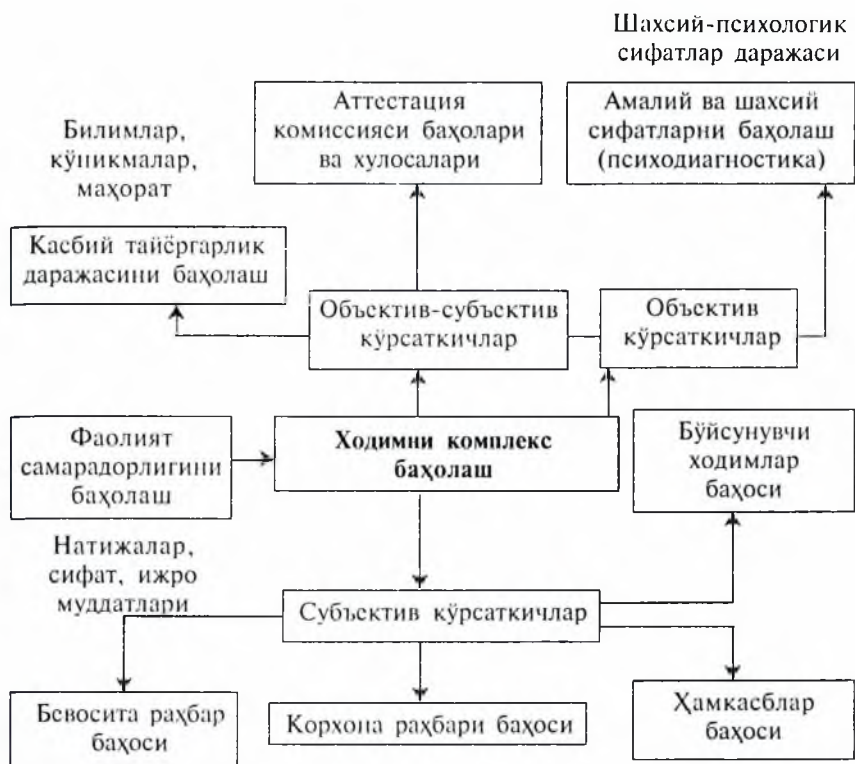 Шахсий-психологик
сифатлар даражаси
Аттестация
комиссияси баҳолари
ва хулосалари
Амалий ва шахсий
сифатларни баҳолаш
(психодиагностика)
Билимлар,
кўникмалар,
маҳорат
Касбий тайёргарлик
даражасини баҳолаш
Объектив-субъектив
кўрсаткичлар
Объектив
кўрсаткичлар
Фаолият
самарадорлигини
баҳолаш
Ходимни комплекс
баҳолаш
Бўйсунувчи
ходимлар
баҳоси
Натижалар,
сифат, ижро
муддатлари
Субъектив кўрсаткичлар
Бевосита раҳбар
баҳоси
Корхона раҳбари баҳоси
Ҳамкасблар
баҳоси